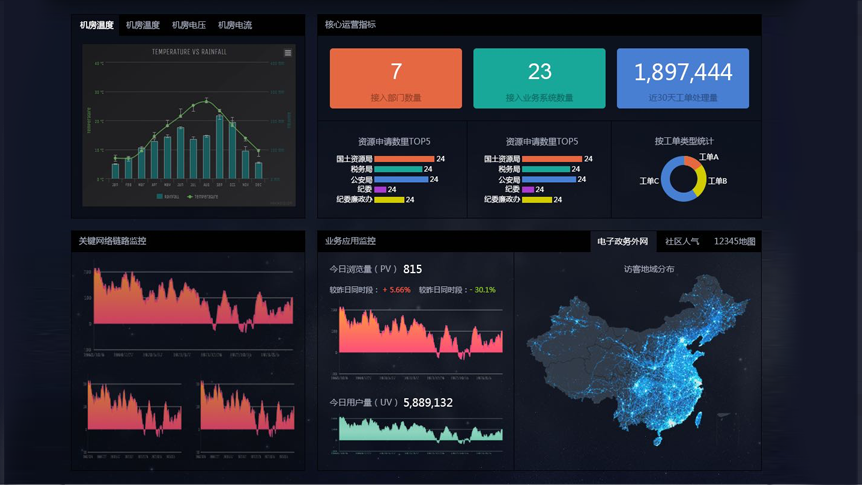 机房温度 机房温度 机房电压 机房电流
TEMPERATURE VS RAINFALL
TEMPERATURE
RAINFALL TEMPERATURE
核心运营指标
7
接入部门数量
23
接入业务系统数量
1,897,444
近30天工单处理量
资源申请数里TOP5
国土资源局 24
税务局 24
公安局 24
纪委 24
纪委廉政办 24
资源申请数里TOP5
国土资源局 24
税务局 24
公安局 24
纪委 24
纪委廉政办 24
按工单类型统计
工单A
工单B
工单C
关键网络链路监控
业务应用监控
电子政务外网 社区人气 12345地图
今日浏览量(PV) 815
较昨日同时段: + 5.66% 较昨日同时段: - 30.1%
今日用户量(UV) 5,889,132
访客地域分布